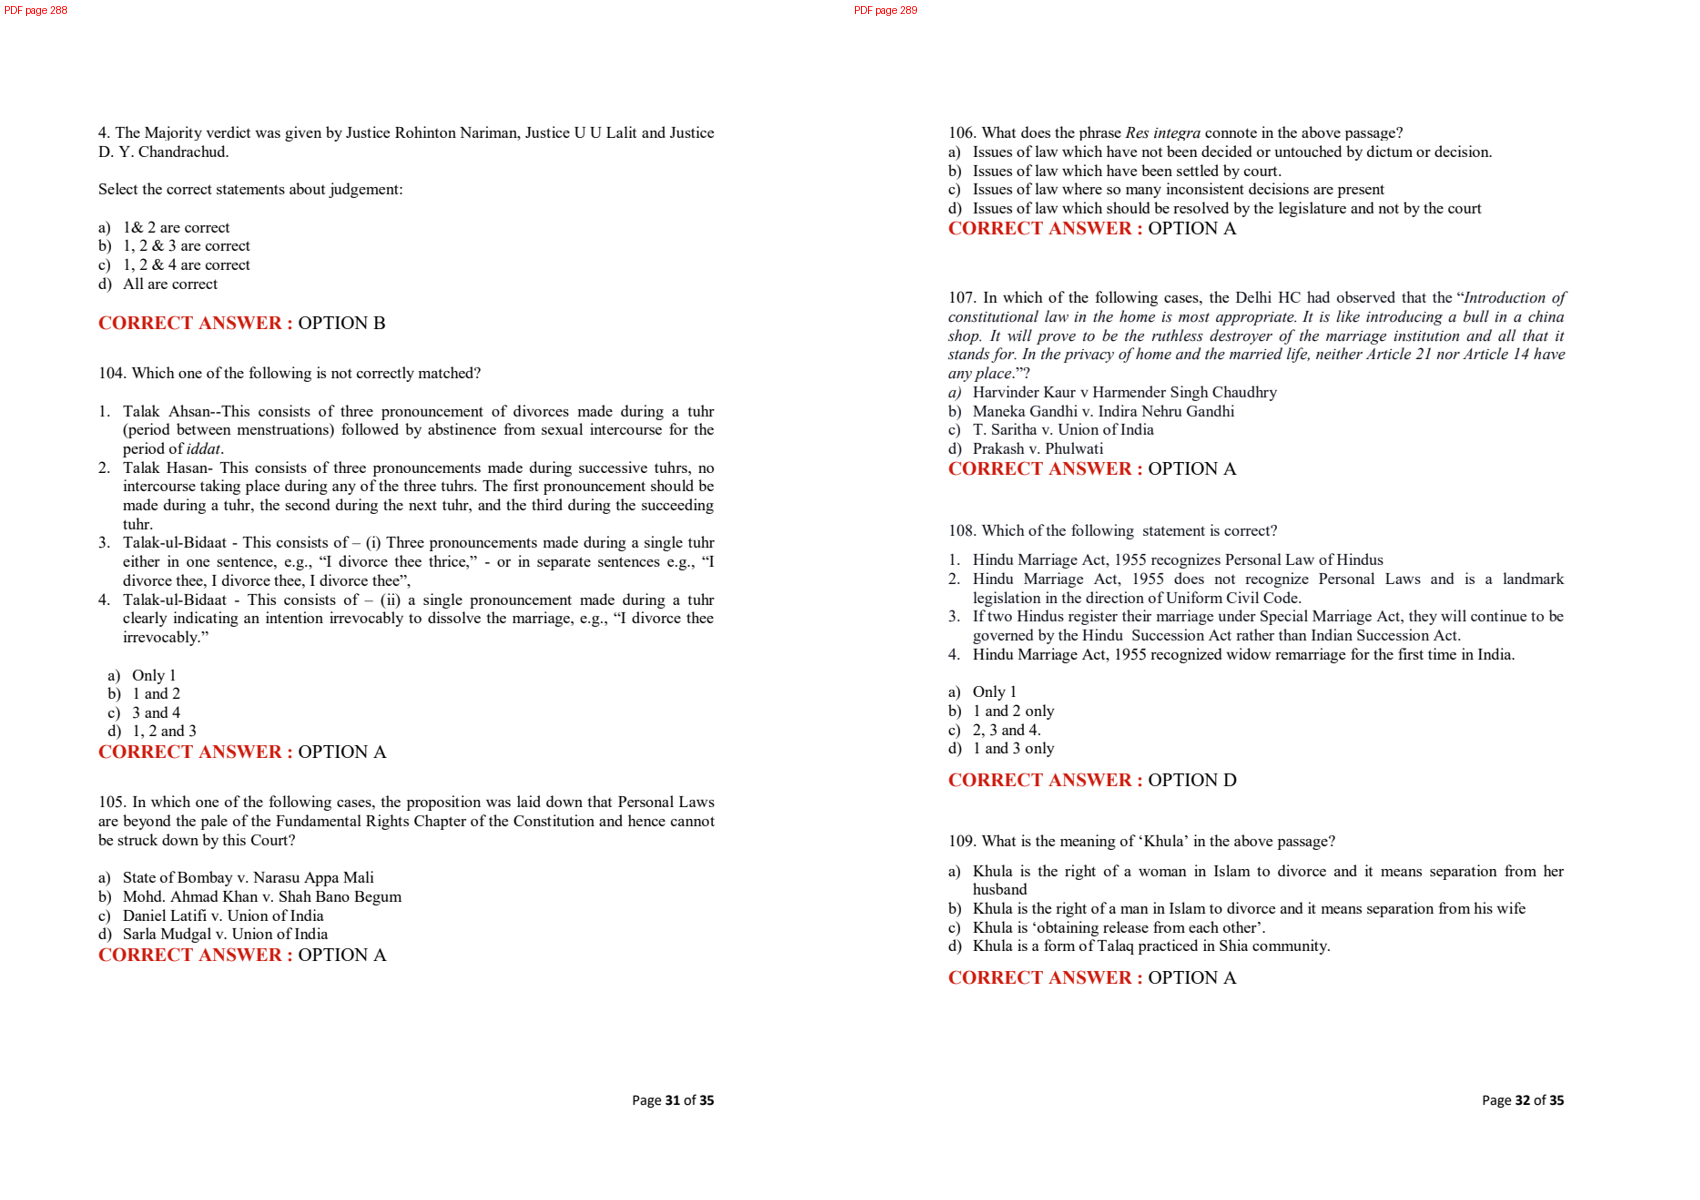 PDF page 288
4. The Majority verdict was given by Justice Rohinton Nariman, Justice U U Lalit and Justice
D. Y. Chandrachud.
Select the correct statements about judgement:
a) 1& 2 are correct
b) 1, 2 & 3 are correct
c) 1, 2 & 4 are correct
d) All are correct
CORRECT ANSWER : OPTION B
104. Which one of the following is not correctly matched?
1. Talak Ahsan--This consists of three pronouncement of divorces made during a tuhr
(period between menstruations) followed by abstinence from sexual intercourse for the
period of iddat.
2. Talak Hasan- This consists of three pronouncements made during successive tuhrs, no
intercourse taking place during any of the three tuhrs. The first pronouncement should be
made during a tuhr, the second during the next tuhr, and the third during the succeeding
tuhr.
3. Talak-ul-Bidaat - This consists of – (i) Three pronouncements made during a single tuhr
either in one sentence, e.g., “I divorce thee thrice,” - or in separate sentences e.g., “I
divorce thee, I divorce thee, I divorce thee”,
4. Talak-ul-Bidaat - This consists of – (ii) a single pronouncement made during a tuhr
clearly indicating an intention irrevocably to dissolve the marriage, e.g., “I divorce thee
irrevocably.”
a) Only 1
b) 1 and 2
c) 3 and 4
d) 1, 2 and 3
CORRECT ANSWER : OPTION A
105. In which one of the following cases, the proposition was laid down that Personal Laws
are beyond the pale of the Fundamental Rights Chapter of the Constitution and hence cannot
be struck down by this Court?
a) State of Bombay v. Narasu Appa Mali
b) Mohd. Ahmad Khan v. Shah Bano Begum
c) Daniel Latifi v. Union of India
d) Sarla Mudgal v. Union of India
CORRECT ANSWER : OPTION A
Page 31 of 35
PDF page 289
106. What does the phrase Res integra connote in the above passage?
a) Issues of law which have not been decided or untouched by dictum or decision.
b) Issues of law which have been settled by court.
c) Issues of law where so many inconsistent decisions are present
d) Issues of law which should be resolved by the legislature and not by the court
CORRECT ANSWER : OPTION A
107. In which of the following cases, the Delhi HC had observed that the “Introduction of
constitutional law in the home is most appropriate. It is like introducing a bull in a china
shop. It will prove to be the ruthless destroyer of the marriage institution and all that it
stands for. In the privacy of home and the married life, neither Article 21 nor Article 14 have
any place.”?
a) Harvinder Kaur v Harmender Singh Chaudhry
b) Maneka Gandhi v. Indira Nehru Gandhi
c) T. Saritha v. Union of India
d) Prakash v. Phulwati
CORRECT ANSWER : OPTION A
108. Which of the following statement is correct?
1. Hindu Marriage Act, 1955 recognizes Personal Law of Hindus
2. Hindu Marriage Act, 1955 does not recognize Personal Laws and is a landmark
legislation in the direction of Uniform Civil Code.
3. If two Hindus register their marriage under Special Marriage Act, they will continue to be
governed by the Hindu Succession Act rather than Indian Succession Act.
4. Hindu Marriage Act, 1955 recognized widow remarriage for the first time in India.
a) Only 1
b) 1 and 2 only
c) 2, 3 and 4.
d) 1 and 3 only
CORRECT ANSWER : OPTION D
109. What is the meaning of ‘Khula’ in the above passage?
a) Khula is the right of a woman in Islam to divorce and it means separation from her
husband
b) Khula is the right of a man in Islam to divorce and it means separation from his wife
c) Khula is ‘obtaining release from each other’.
d) Khula is a form of Talaq practiced in Shia community.
CORRECT ANSWER : OPTION A
Page 32 of 35